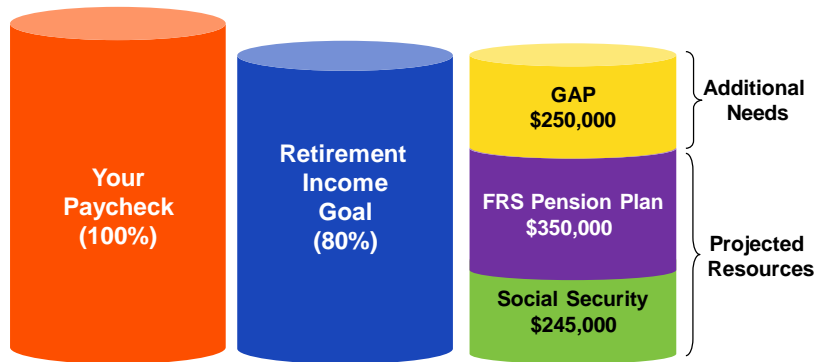 Your
Paycheck
(100%)
Retirement
Income
Goal
(80%)
GAP
$250,000
FRS Pension Plan
$350,000
Social Security
$245,000
Additional
Needs
Projected
Resources